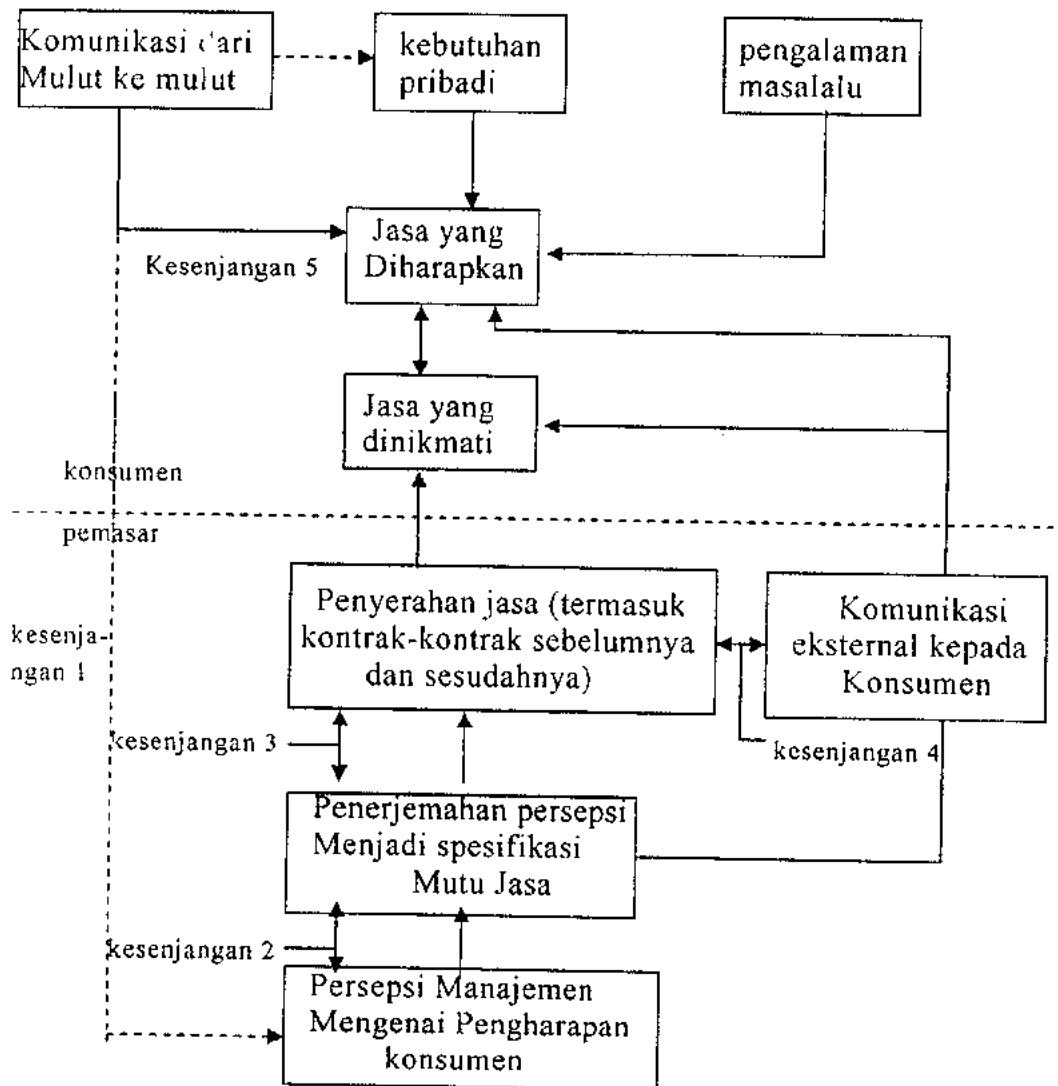 Komunikasi dari
Mulut ke mulut
kebutuhan
pribadi
pengalaman
masalalu
Jasa yang
Diharapkan
Kesenjangan 5
Jasa yang
dinikmati
konsumen
pemasar
Penyerahan jasa (termasuk
kontrak-kontrak sebelumnya
dan sesudahnya)
Komunikasi
eksternal kepada
Konsumen
kesenja-
ngan 1
kesenjangan 3
kesenjangan 4
Penerjemahan persepsi
Menjadi spesifikasi
Mutu Jasa
kesenjangan 2
Persepsi Manajemen
Mengenai Pengharapan
konsumen